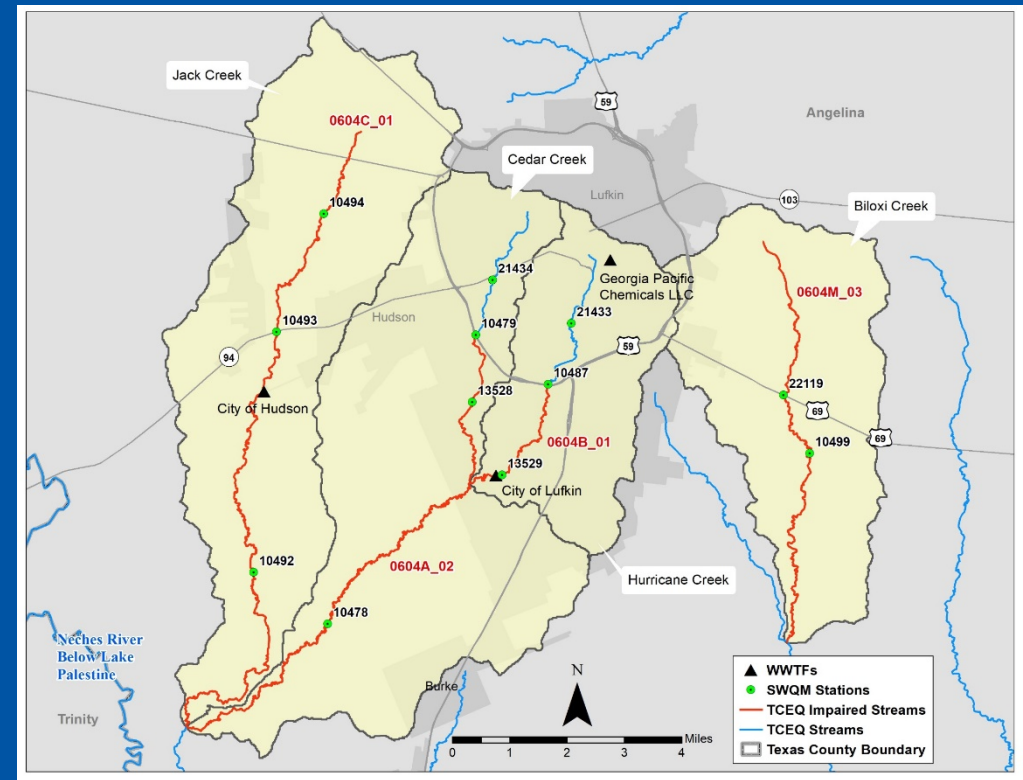 Jack Creek
0604C_01
59
Angelina
Cedar Creek
Lufkin
103
Biloxi Creek
10494
21434
Georgia Pacific
Chemicals LLC
0604M_03
10493
Hudson
10479
21433
59
94
10487
22119
69
City of Hudson
13528
69
0604B_01
10499
13529
City of Lufkin
0604A_02
10492
Hurricane Creek
10478
Neches River
Below Lake
Palestine
Trinity
Burke
N
Miles
0 1 2 3 4
WWTFs
SWQM Stations
TCEQ Impaired Streams
TCEQ Streams
Texas County Boundary